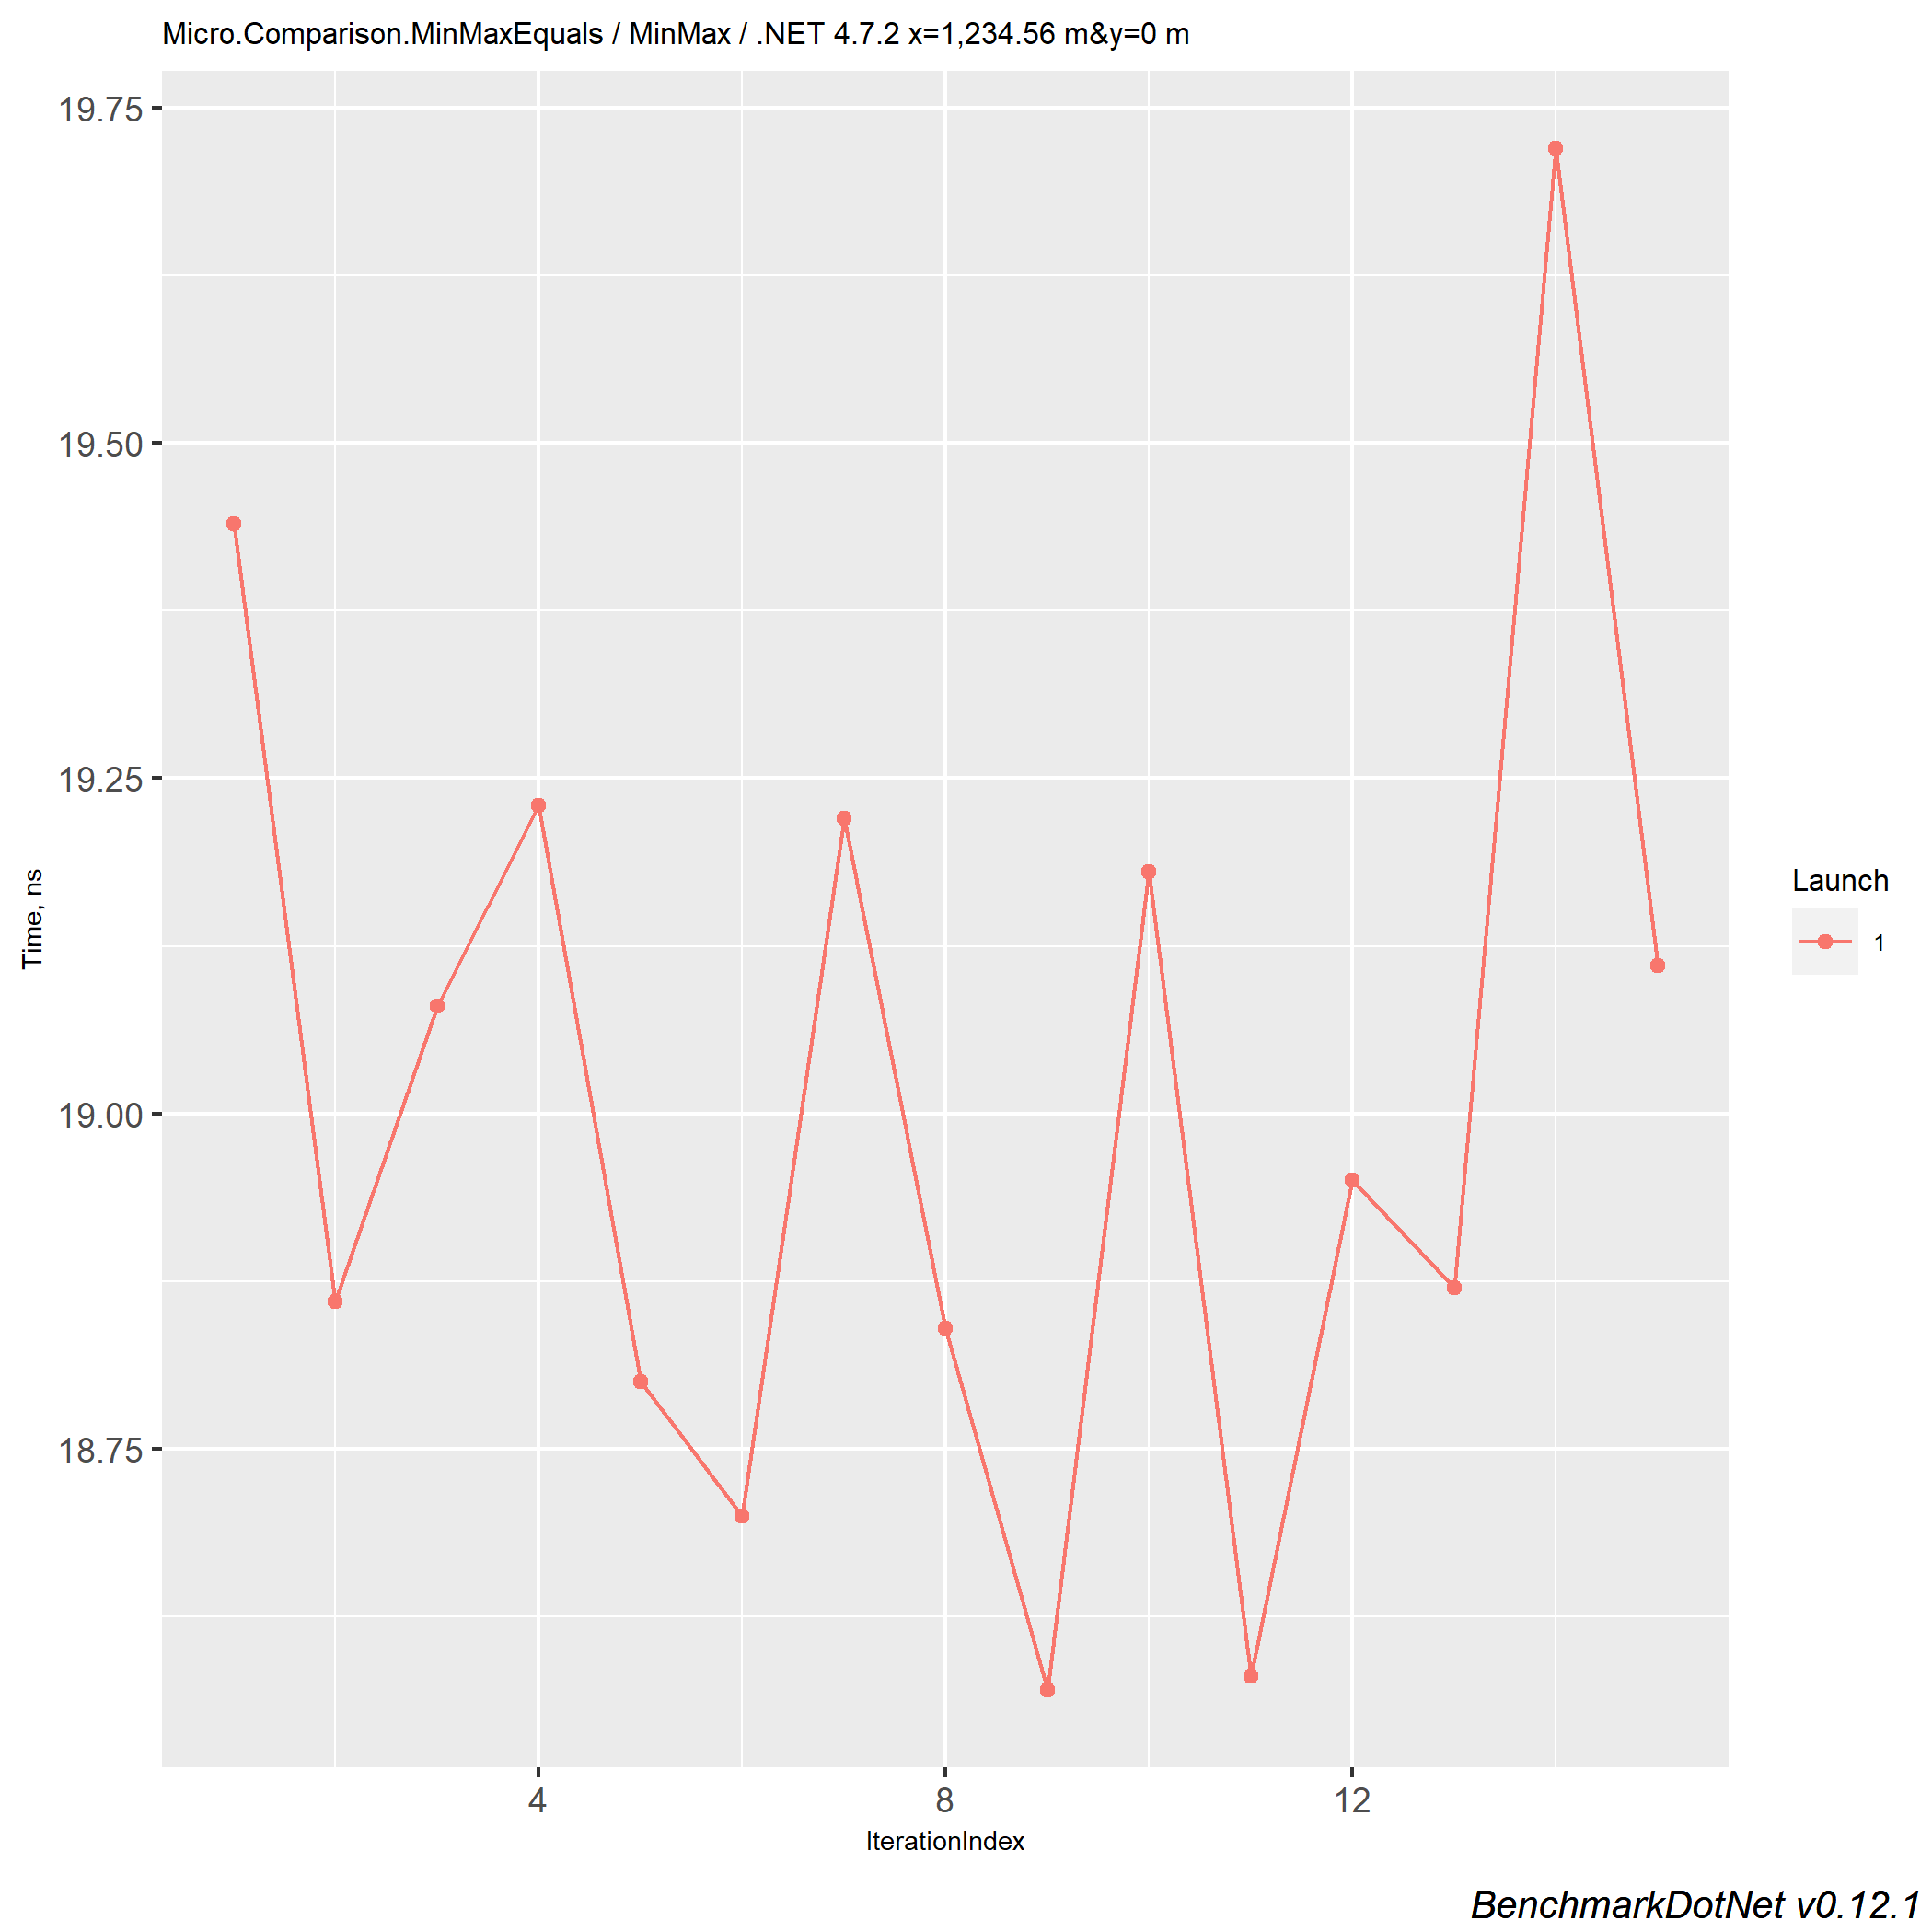 Micro.Comparison.MinMaxEquals / MinMax / .NET 4.7.2 x=1,234.56 m&y=0 m
19.75
19.50
19.25
19.00
18.75
Time, ns
4
8
12
IterationIndex
Launch
1
BenchmarkDotNet v0.12.1